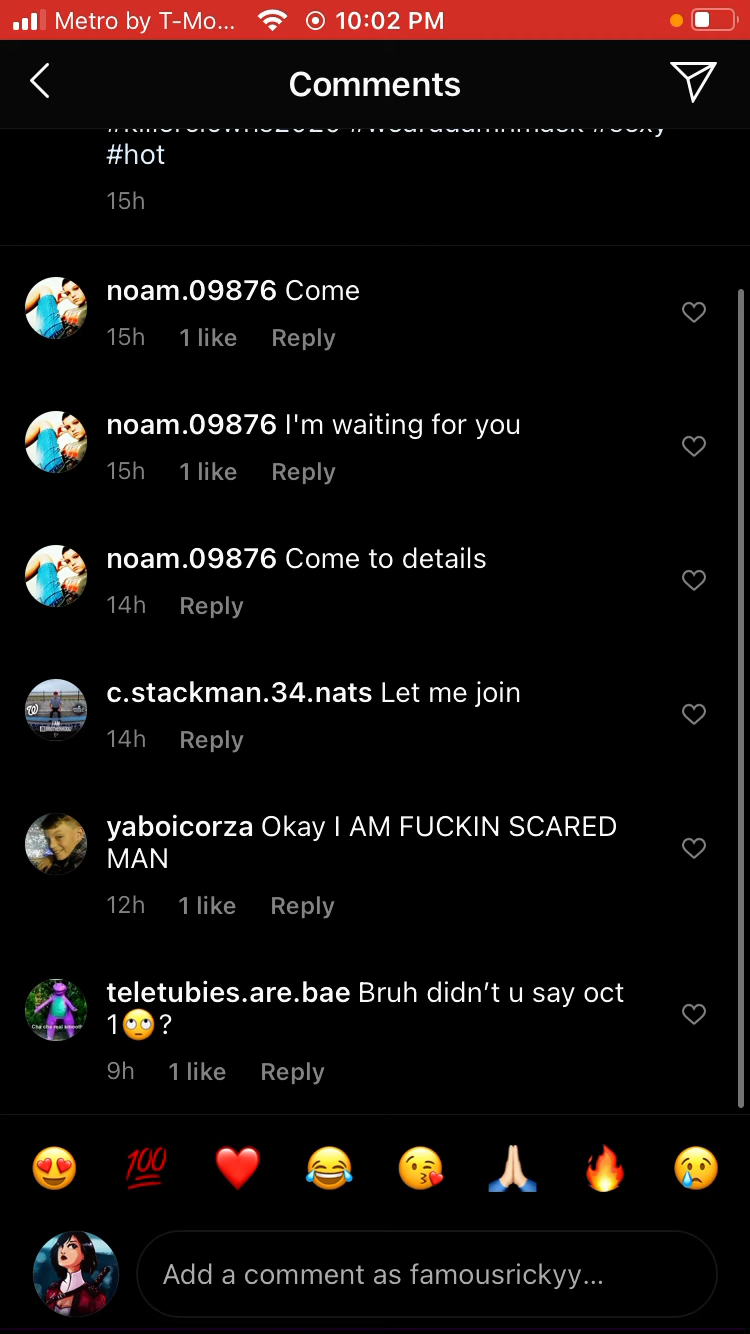 Metro by T-Mo... 10:02 PM
Comments
#hot
15h
noam.09876 Come
15h 1 like Reply
noam.09876 I'm waiting for you
15h 1 like Reply
noam.09876 Come to details
14h Reply
c.stackman.34.nats Let me join
14h Reply
yaboicorza Okay I AM FUCKIN SCARED
MAN
12h 1 like Reply
teletubies.are.bae Bruh didn’t u say oct
1🙄?
9h 1 like Reply
Add a comment as famousrickyy...